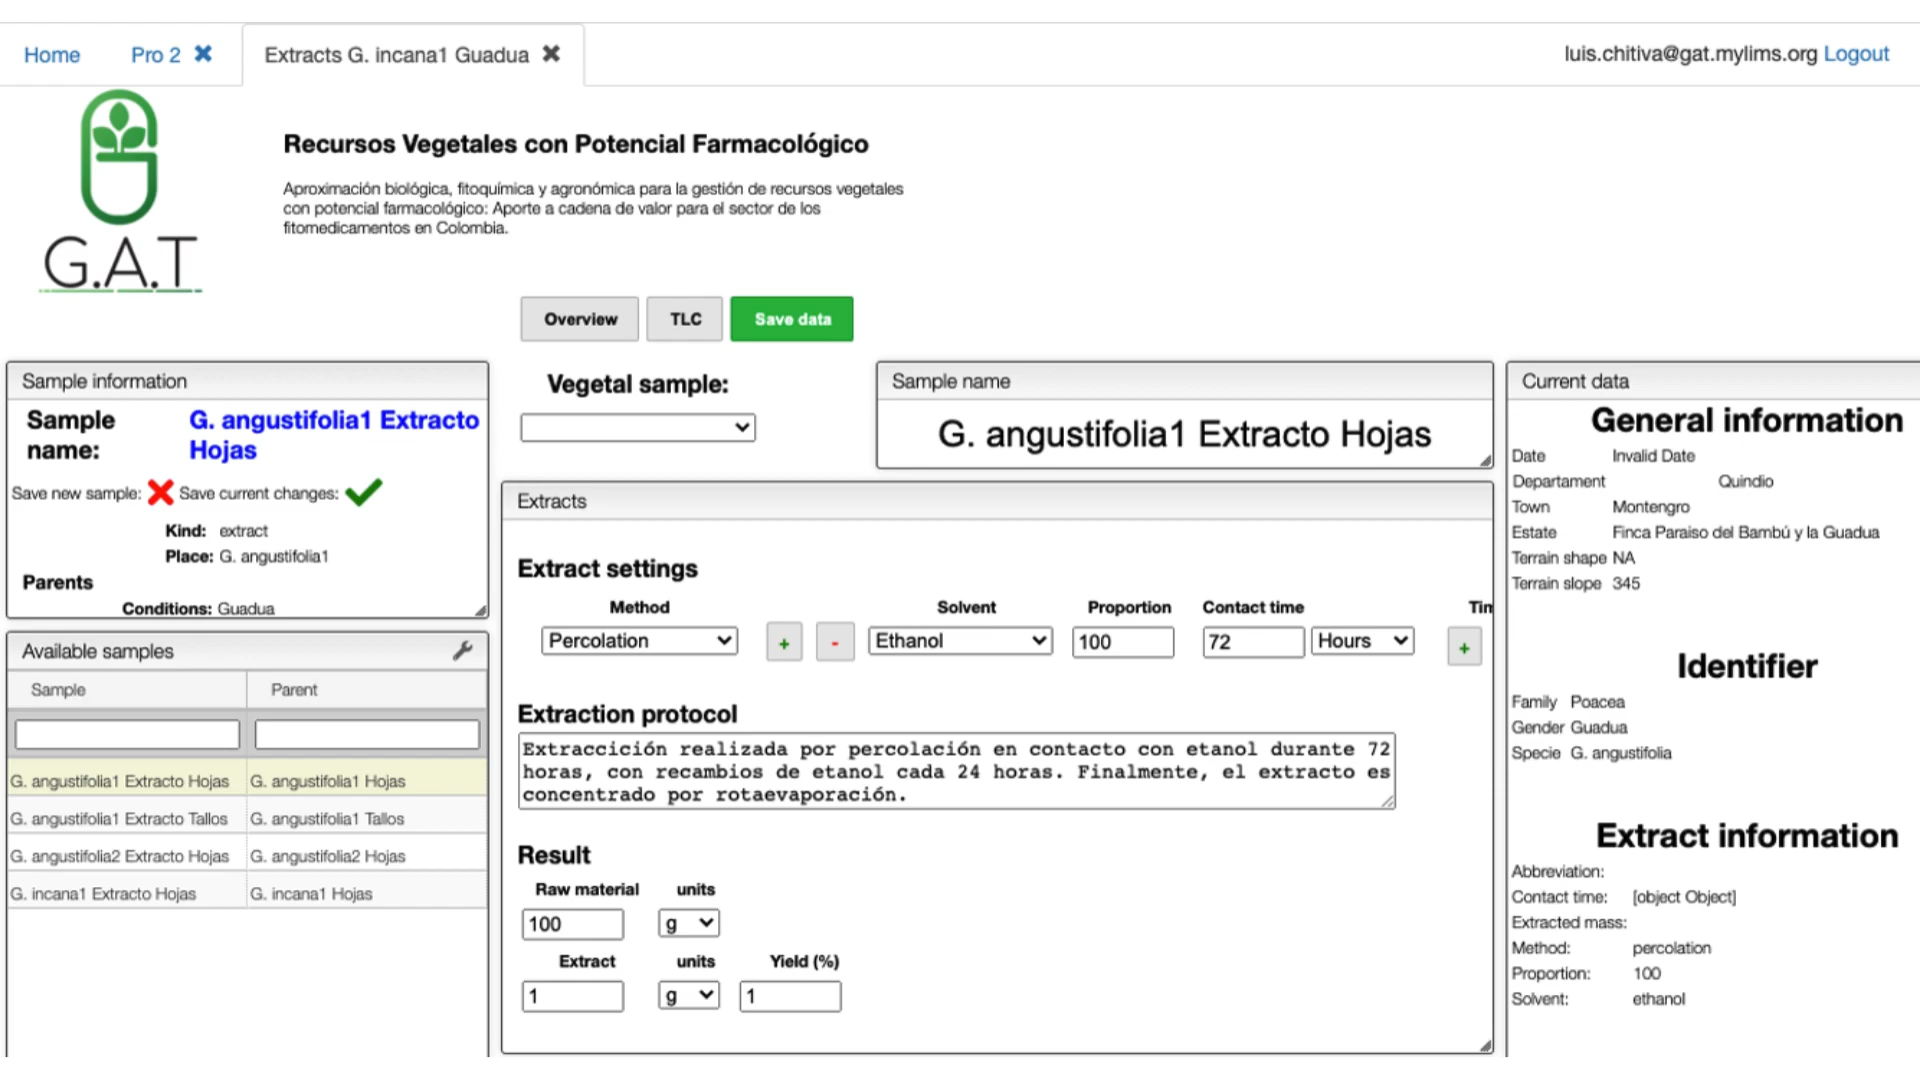 Home
Pro 2
Extracts G. incana1 Guadua
luis.chitiva@gat.mylims.org Logout
G.A.T
Recursos Vegetales con Potencial Farmacológico
Aproximación biológica, fitoquímica y agronómica para la gestión de recursos vegetales
con potencial farmacológico: Aporte a cadena de valor para el sector de los
fitomedicamentos en Colombia.
Overview
TLC
Save data
Sample information
Sample name:
G. angustifolia1 Extracto
Hojas
Save new sample:
Save current changes:
Kind: extract
Place: G. angustifolia1
Parents
Conditions: Guadua
Available samples
Sample Parent
G. angustifolia1 Extracto Hojas G. angustifolia1 Hojas
G. angustifolia1 Extracto Tallos G. angustifolia1 Tallos
G. angustifolia2 Extracto Hojas G. angustifolia2 Hojas
G. incana1 Extracto Hojas G. incana1 Hojas
Vegetal sample:
Sample name
G. angustifolia1 Extracto Hojas
Extracts
Extract settings
Method Solvent Proportion Contact time Tin
Percolation + - Ethanol 100 72 Hours +
Extraction protocol
Extraccición realizada por percolación en contacto con etanol durante 72
horas, con recambios de etanol cada 24 horas. Finalmente, el extracto es
concentrado por rotaevaporación.
Result
Raw material units
100 g
Extract units Yield (%)
1 g 1
Current data
General information
Date Invalid Date
Departament Quindio
Town Montengro
Estate Finca Paraiso del Bambú y la Guadua
Terrain shape NA
Terrain slope 345
Identifier
Family Poacea
Gender Guadua
Specie G. angustifolia
Extract information
Abbreviation:
Contact time: [object Object]
Extracted mass:
Method: percolation
Proportion: 100
Solvent: ethanol